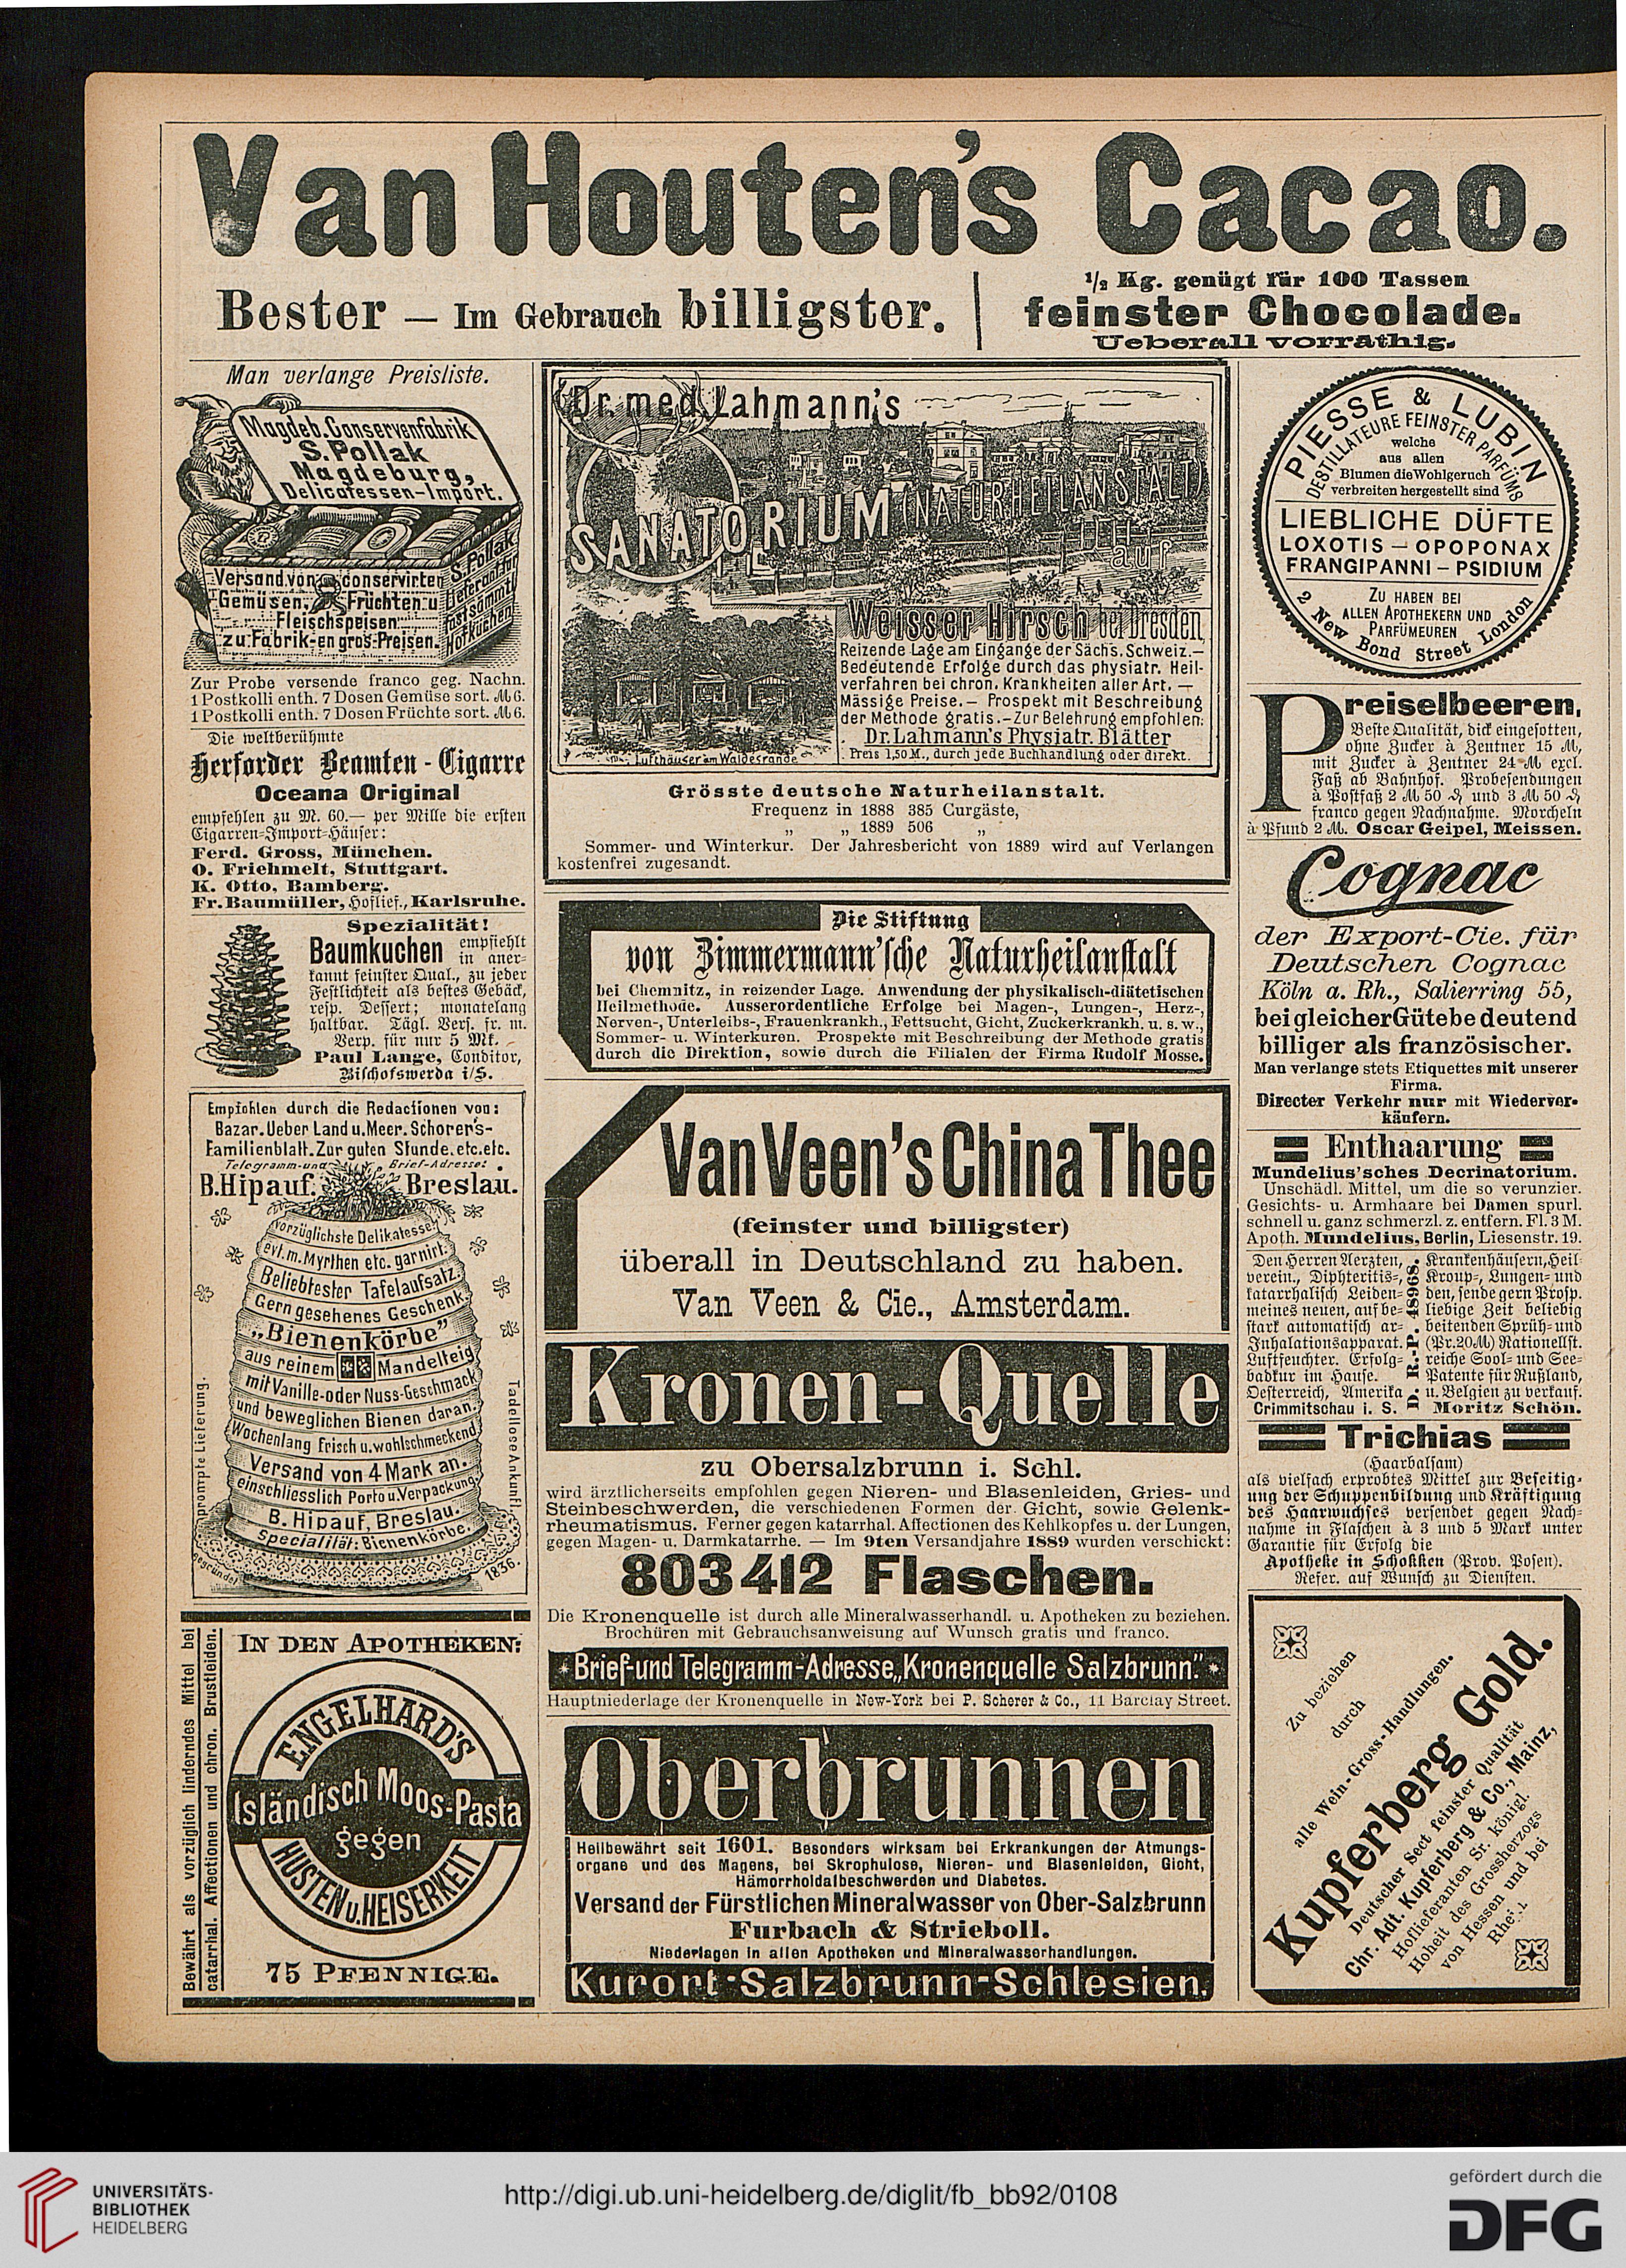 Van Houten's Cacao.
Bester — Im Gebrauch billigster.
1/2 Kg. genügt für 100 Tassen
feinster Chocolade.
Ueberall vorräthig.
Man verlange Preisliste.
Magdeb. Conservenfabrik
S. Pollak
Magdeburg,
Delicatessen-Import.
Versand von conservirten
Gemüsen, Früchten u
Fleischspeisen
zu Fabrik-en gros-Preisen.
S. Pollak
Lieferant für
fast sämmtl
Hofküchen
Zur Probe versende franco geg. Nachn.
1 Postkolli enth. 7 Dosen Gemüse sort. ℳ 6.
1 Postkolli enth. 7 Dosen Früchte sort. ℳ 6.
Die weltberühmte
Herforder Beamten-Cigarre
Oceana Original
empfehlen zu M. 60.— per Mille die ersten
Cigarren-Import-Häuser:
Ferd. Gross, München.
O. Friehmelt, Stuttgart.
K. Otto, Bamberg.
Fr. Baumüller, Hoflief., Karlsruhe.
Spezialität!
Baumkuchen empfiehlt
in aner-
kannt feinster Qual., zu jeder
Festlichkeit als bestes Gebäck,
resp. Dessert; monatelang
haltbar. Tägl. Vers. fr. m.
Verp. für nur 5 Mk.
Paul Lange, Conditor,
Bischofswerda i/S.
Empfohlen durch die Redactionen von:
Bazar. Ueber Land u. Meer. Schorer's-
Familienblatt. Zur guten Stunde. etc. etc.
Telegramm-und Brief-Adresse:
B. Hipauf. Breslau.
Vorzüglichste Delikatesse!
evl. m. Myrthen etc. garnirt.
Beliebtester Tafelaufsatz.
Gern gesehenes Geschenk.
„Bienenkörbe"
aus reinem Mandelteig
mit Vanille-oder Nuss-Geschmack
und beweglichen Bienen daran.
Wochenlang frisch u. wohlschmeckend
Versand von 4 Mark an.
einschliesslich Porto u. Verpackung.
B. Hipauf, Breslau.
Specialität: Bienenkörbe.
prompte Lieferung.
Tadellose Ankunft.
gegründet 1836.
IN DEN APOTHEKEN:
Bewährt als vorzüglich linderndes Mittel bei
catarrhal. Affectionen und chron. Brustleiden.
ENGELHARD'S
Isländisch Moos-Pasta
gegen
HUSTEN u. HEISERKEIT
75 PFENNIGE.
Dr. med. Lahmann's
SANATORIUM (NATURHEILANSTALT)
auf
Weisser Hirsch bei Dresden,
Reizende Lage am Eingange der Sächs. Schweiz.—
Bedeutende Erfolge durch das physiatr. Heil-
verfahren bei chron. Krankheiten aller Art. —
Mässige Preise.— Prospekt mit Beschreibung
der Methode gratis.—Zur Belehrung empfohlen:
Dr. Lahmann's Physiatr. Blätter
Preis 1,50 M., durch jede Buchhandlung oder direkt.
Lufthäuser am Waldesrande
Grösste deutsche Naturheilanstalt.
Frequenz in 1888 385 Curgäste,
„ „ 1889 506 „
Sommer- und Winterkur. Der Jahresbericht von 1889 wird auf Verlangen
kostenfrei zugesandt.
Die Stiftung
von Zimmermann'sche Naturheilanstalt
bei Chemnitz, in reizender Lage. Anwendung der physikalisch-diätetischen
Heilmethode. Ausserordentliche Erfolge bei Magen-, Lungen-, Herz-,
Nerven-, Unterleibs-, Frauenkrankh., Fettsucht, Gicht, Zuckerkrankh. u. s. w.,
Sommer- u. Winterkuren. Prospekte mit Beschreibung der Methode gratis
durch die Direktion, sowie durch die Filialen der Firma Rudolf Mosse.
Van Veen's China Thee
(feinster und billigster)
überall in Deutschland zu haben.
Van Veen & Cie., Amsterdam.
Kronen-Quelle
zu Obersalzbrunn i. Schl.
wird ärztlicherseits empfohlen gegen Nieren- und Blasenleiden, Gries- und
Steinbeschwerden, die verschiedenen Formen der Gicht, sowie Gelenk-
rheumatismus. Ferner gegen katarrhal. Affectionen des Kehlkopfes u. der Lungen,
gegen Magen- u. Darmkatarrhe. — Im 9ten Versandjahre 1889 wurden verschickt:
803412 Flaschen.
Die Kronenquelle ist durch alle Mineralwasserhandl. u. Apotheken zu beziehen.
Brochüren mit Gebrauchsanweisung auf Wunsch gratis und franco.
Brief-und Telegramm-Adresse „Kronenquelle Salzbrunn."
Hauptniederlage der Kronenquelle in New-York bei P. Scherer & Co., 11 Barclay Street.
Oberbrunnen
Heilbewährt seit 1601. Besonders wirksam bei Erkrankungen der Atmungs-
organe und des Magens, bei Skrophulose, Nieren- und Blasenleiden, Gicht,
Hämorrhoidalbeschwerden und Diabetes.
Versand der Fürstlichen Mineralwasser von Ober-Salzbrunn
Furbach & Strieboll.
Niederlagen in allen Apotheken und Mineralwasserhandlungen.
Kurort-Salzbrunn-Schlesien.
PIESSE & LUBIN
DESTILLATEURE FEINSTER PARFÜMS
welche
aus allen
Blumen die Wohlgeruch
verbreiten hergestellt sind
LIEBLICHE DÜFTE
LOXOTIS — OPOPONAX
FRANGIPANNI — PSIDIUM
ZU HABEN BEI
ALLEN APOTHEKERN UND
PARFÜMEUREN
2 New Bond Street London
Preiselbeeren,
Beste Qualität, dick eingesotten,
ohne Zucker à Zentner 15 ℳ,
mit Zucker à Zentner 24 ℳ excl.
Faß ab Bahnhof. Probesendungen
à Postfaß 2 ℳ 50 ₰ und 3 ℳ 50 ₰
franco gegen Nachnahme. Morcheln
à Pfund 2 ℳ. Oscar Geipel, Meissen.
Cognac
der Export-Cie. für
Deutschen Cognac
Köln a. Rh., Salierring 55,
bei gleicher Güte bedeutend
billiger als französischer.
Man verlange stets Etiquettes mit unserer
Firma.
Directer Verkehr nur mit Wiederver-
käufern.
Enthaarung
Mundelius'sches Decrinatorium.
Unschädl. Mittel, um die so verunzier.
Gesichts- u. Armhaare bei Damen spurl.
schnell u. ganz schmerzl. z. entfern. Fl. 3 M.
Apoth. Mundelius, Berlin, Liesenstr. 19.
Den Herren Aerzten, Krankenhäusern, Heil-
verein., Diphteritis-, Kroup-, Lungen- und
katarrhalisch Leiden- den, sende gern Prosp.
meines neuen, auf be- liebige Zeit beliebig
stark automatisch ar- beitenden Sprüh- und
Inhalationsapparat. (Pr. 20 ℳ) Rationellst.
Luftfeuchter. Erfolg- reiche Sool- und See-
badkur im Hause. Patente für Rußland,
Oesterreich, Amerika u. Belgien zu verkauf.
Crimmitschau i. S. Moritz Schön.
D. R.-P. 48968.
Trichias
(Haarbalsam)
als vielfach erprobtes Mittel zur Beseitig-
ung der Schuppenbildung und Kräftigung
des Haarwuchses versendet gegen Nach-
nahme in Flaschen à 3 und 5 Mark unter
Garantie für Erfolg die
Apotheke in Schokken (Prov. Posen).
Refer. auf Wunsch zu Diensten.
Zu beziehen
durch
alle Wein-Gross-Handlungen.
Kupferberg Gold.
Deutscher Sect feinster Qualität
Chr. Adt. Kupferberg & Co., Mainz,
Hoflieferanten Sr. königl.
Hoheit des Grossherzogs
von Hessen und bei
UNIVERSITÄTS-
BIBLIOTHEK
HEIDELBERG
http://digi.ub.uni-heidelberg.de/diglit/fb_bb92/0108
gefördert durch die
DFG